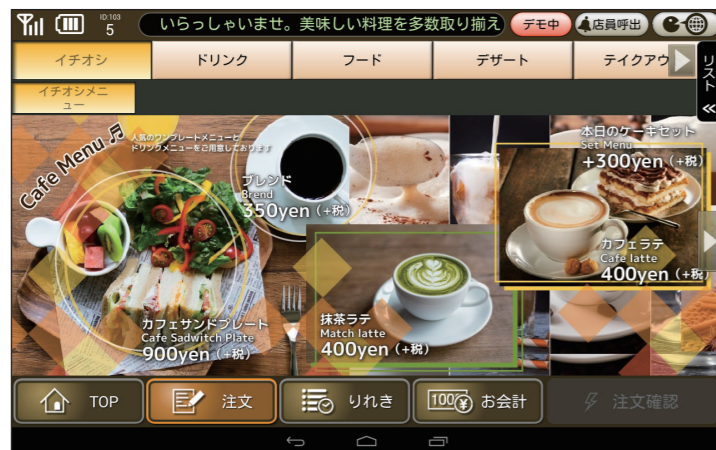 ID:103
5
いらっしゃいませ。美味しい料理を多数取り揃え
デモ中
店員呼出
イチオシ
ドリンク
フード
デザート
テイクアウ
リスト
イチオシメニ
ュー
Cafe Menu
人気のワンプレートメニューと
ドリンクメニューをご用意しております
ブレンド
Brend
350yen（+税）
本日のケーキセット
Set Menu
+300yen（+税）
カフェラテ
Cafe latte
400yen（+税）
抹茶ラテ
Match latte
400yen（+税）
カフェサンドプレート
Cafe Sadwitch Plate
900yen（+税）
TOP
注文
りれき
100 ¥ お会計
注文確認